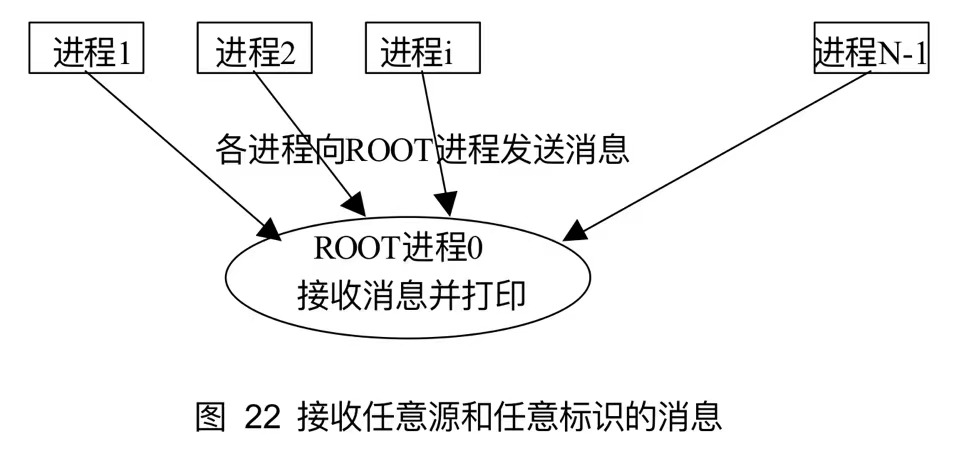 进程1 进程2 进程i 进程N-1
各进程向ROOT进程发送消息
ROOT进程0
接收消息并打印
图 22 接收任意源和任意标识的消息